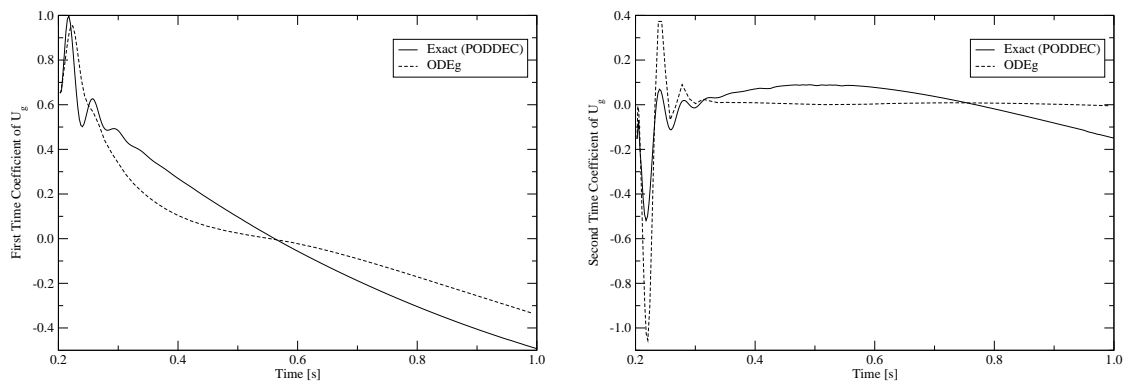 First Time Coefficient of U_g
1.0
0.8
0.6
0.4
0.2
0.0
-0.2
-0.4
0.2 0.4 0.6 0.8 1.0
Time [s]
Exact (PODDEC)
ODEg
Second Time Coefficient of U_g
0.4
0.2
0.0
-0.2
-0.4
-0.6
-0.8
-1.0
0.2 0.4 0.6 0.8 1.0
Time [s]
Exact (PODDEC)
ODEg